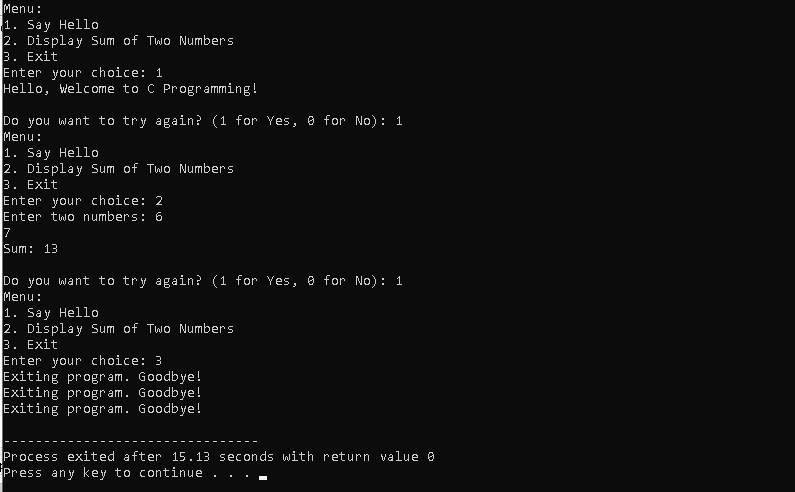 Menu:
1. Say Hello
2. Display Sum of Two Numbers
3. Exit
Enter your choice: 1
Hello, Welcome to C Programming!
Do you want to try again? (1 for Yes, 0 for No): 1
Menu:
1. Say Hello
2. Display Sum of Two Numbers
3. Exit
Enter your choice: 2
Enter two numbers: 6
7
Sum: 13
Do you want to try again? (1 for Yes, 0 for No): 1
Menu:
1. Say Hello
2. Display Sum of Two Numbers
3. Exit
Enter your choice: 3
Exiting program. Goodbye!
Exiting program. Goodbye!
Exiting program. Goodbye!
--------------------------------
Process exited after 15.13 seconds with return value 0
Press any key to continue . . .